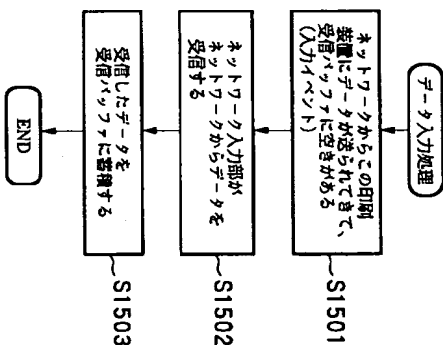 データ入力処理
ネットワークからこの印刷
装置にデータが送られてきて、
受信バッファに空きがある
(入力イベント)
S1501
ネットワーク入力部が
ネットワークからデータを
受信する
S1502
受信したデータを
受信バッファに蓄積する
S1503
END